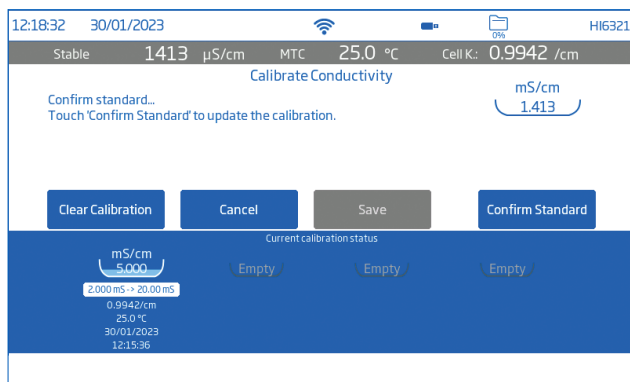 12:18:32 30/01/2023 0% HI6321
Stable 1413 µS/cm MTC 25.0 °C Cell K.: 0.9942 /cm
Calibrate Conductivity
Confirm standard...
Touch 'Confirm Standard' to update the calibration.
mS/cm
1.413
Clear Calibration Cancel Save Confirm Standard
Current calibration status
mS/cm
5.000 Empty Empty Empty
2.000 mS -> 20.00 mS
0.9942/cm
25.0 °C
30/01/2023
12:15:36